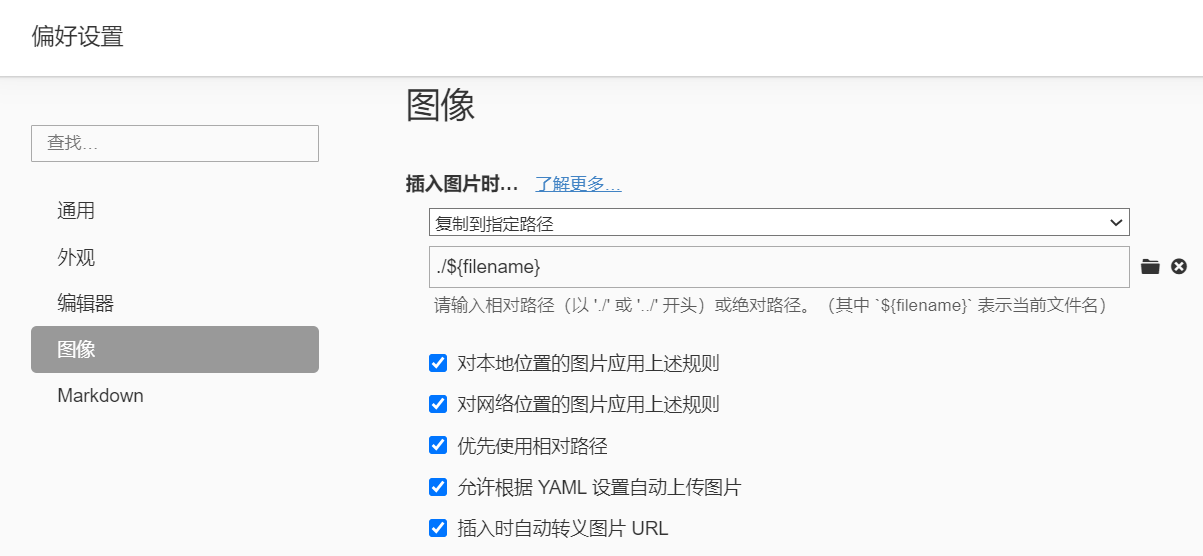 偏好设置
查找…
通用
外观
编辑器
图像
Markdown
图像
插入图片时… 了解更多…
复制到指定路径
./${filename}
请输入相对路径（以 './' 或 '../' 开头）或绝对路径。（其中 `${filename}` 表示当前文件名）
对本地位置的图片应用上述规则
对网络位置的图片应用上述规则
优先使用相对路径
允许根据 YAML 设置自动上传图片
插入时自动转义图片 URL